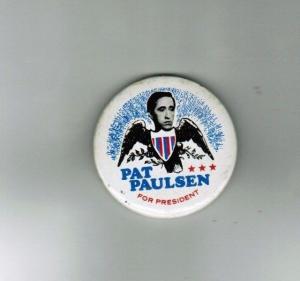 PAT
PAULSEN
FOR PRESIDENT